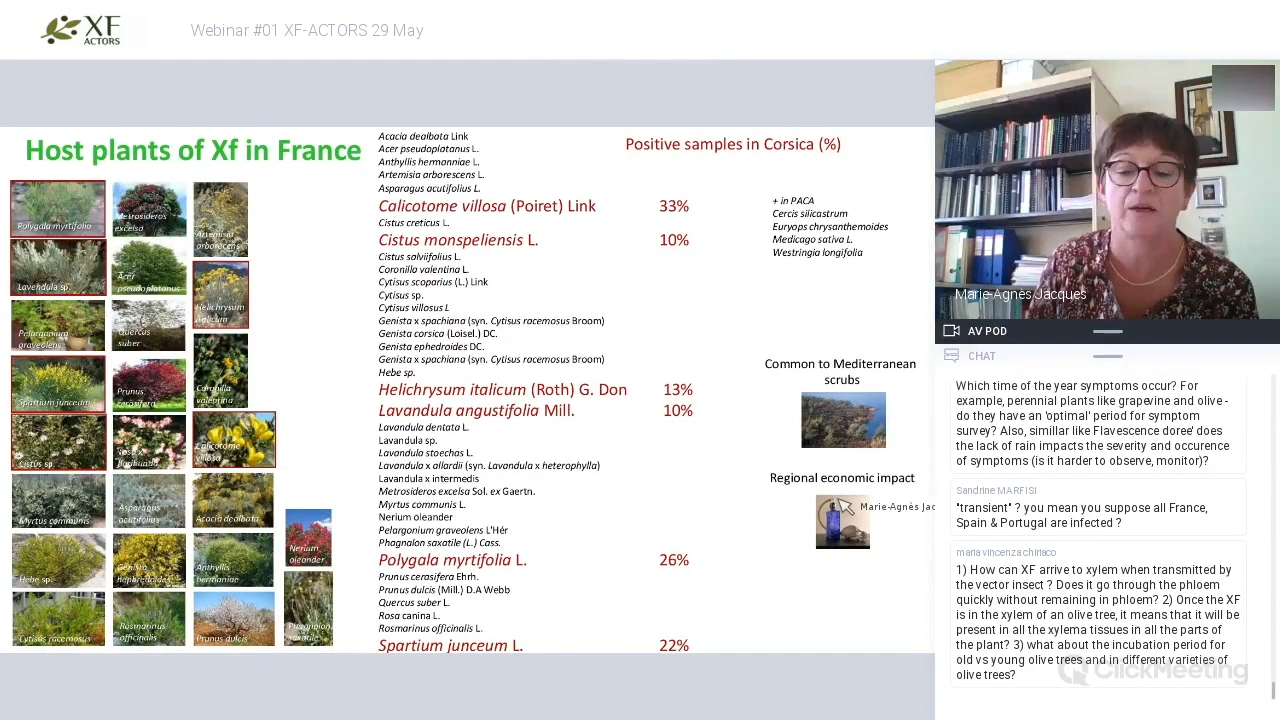 XF
ACTORS
Webinar #01 XF-ACTORS 29 May
Host plants of Xf in France
Polygala myrtifolia
Metrosideros
excelsa
Artemisia
arborecens
Lavendula sp.
Acer
pseudoplatanus
Helichrysum
italicum
Pelargonium
graveolens
Quercus
suber
Coronilla
valentina
Spartium junceum
Prunus
cerasifera
Cistus sp.
Rosa x
floribunda
Calicotome
villosa
Myrtus communis
Asparagus
acutifolius
Acacia dealbata
Hebe sp.
Genista
hephredoides
Anthyllis
hermaniae
Nerium
oleander
Cytisus racemosus
Rosmarinus
officinalis
Prunus dulcis
Phagnalon
saxatile
Acacia dealbata Link
Acer pseudoplatanus L.
Anthyllis hermanniae L.
Artemisia arborescens L.
Asparagus acutifolius L.
Calicotome villosa (Poiret) Link 33%
Cistus creticus L.
Cistus monspeliensis L. 10%
Cistus salviifolius L.
Coronilla valentina L.
Cytisus scoparius (L.) Link
Cytisus sp.
Cytisus villosus L
Genista x spachiana (syn. Cytisus racemosus Broom)
Genista corsica (Loisel.) DC.
Genista ephedroides DC.
Genista x spachiana (syn. Cytisus racemosus Broom)
Hebe sp.
Helichrysum italicum (Roth) G. Don 13%
Lavandula angustifolia Mill. 10%
Lavandula dentata L.
Lavandula sp.
Lavandula stoechas L.
Lavandula x allardii (syn. Lavandula x heterophylla)
Lavandula x intermedis
Metrosideros excelsa Sol. ex Gaertn.
Myrtus communis L.
Nerium oleander
Pelargonium graveolens L'Hér
Phagnalon saxatile (L.) Cass.
Polygala myrtifolia L. 26%
Prunus cerasifera Ehrh.
Prunus dulcis (Mill.) D.A Webb
Quercus suber L.
Rosa canina L.
Rosmarinus officinalis L.
Spartium junceum L. 22%
Positive samples in Corsica (%)
+ in PACA
Cercis silicastrum
Euryops chrysanthemoides
Medicago sativa L.
Westringia longifolia
Common to Mediterranean
scrubs
Regional economic impact
Marie-Agnès Jac
Marie-Agnès Jacques
AV POD
CHAT
Which time of the year symptoms occur? For
example, perennial plants like grapevine and olive -
do they have an 'optimal' period for symptom
survey? Also, simillar like Flavescence doree' does
the lack of rain impacts the severity and occurence
of symptoms (is it harder to observe, monitor)?
Sandrine MARFISI
"transient" ? you mean you suppose all France,
Spain & Portugal are infected ?
maria vincenza chiriaco
1) How can XF arrive to xylem when transmitted by
the vector insect ? Does it go through the phloem
quickly without remaining in phloem? 2) Once the XF
is in the xylem of an olive tree, it means that it will be
present in all the xylema tissues in all the parts of
the plant? 3) what about the incubation period for
old vs young olive trees and in different varieties of
olive trees?
ClickMeeting